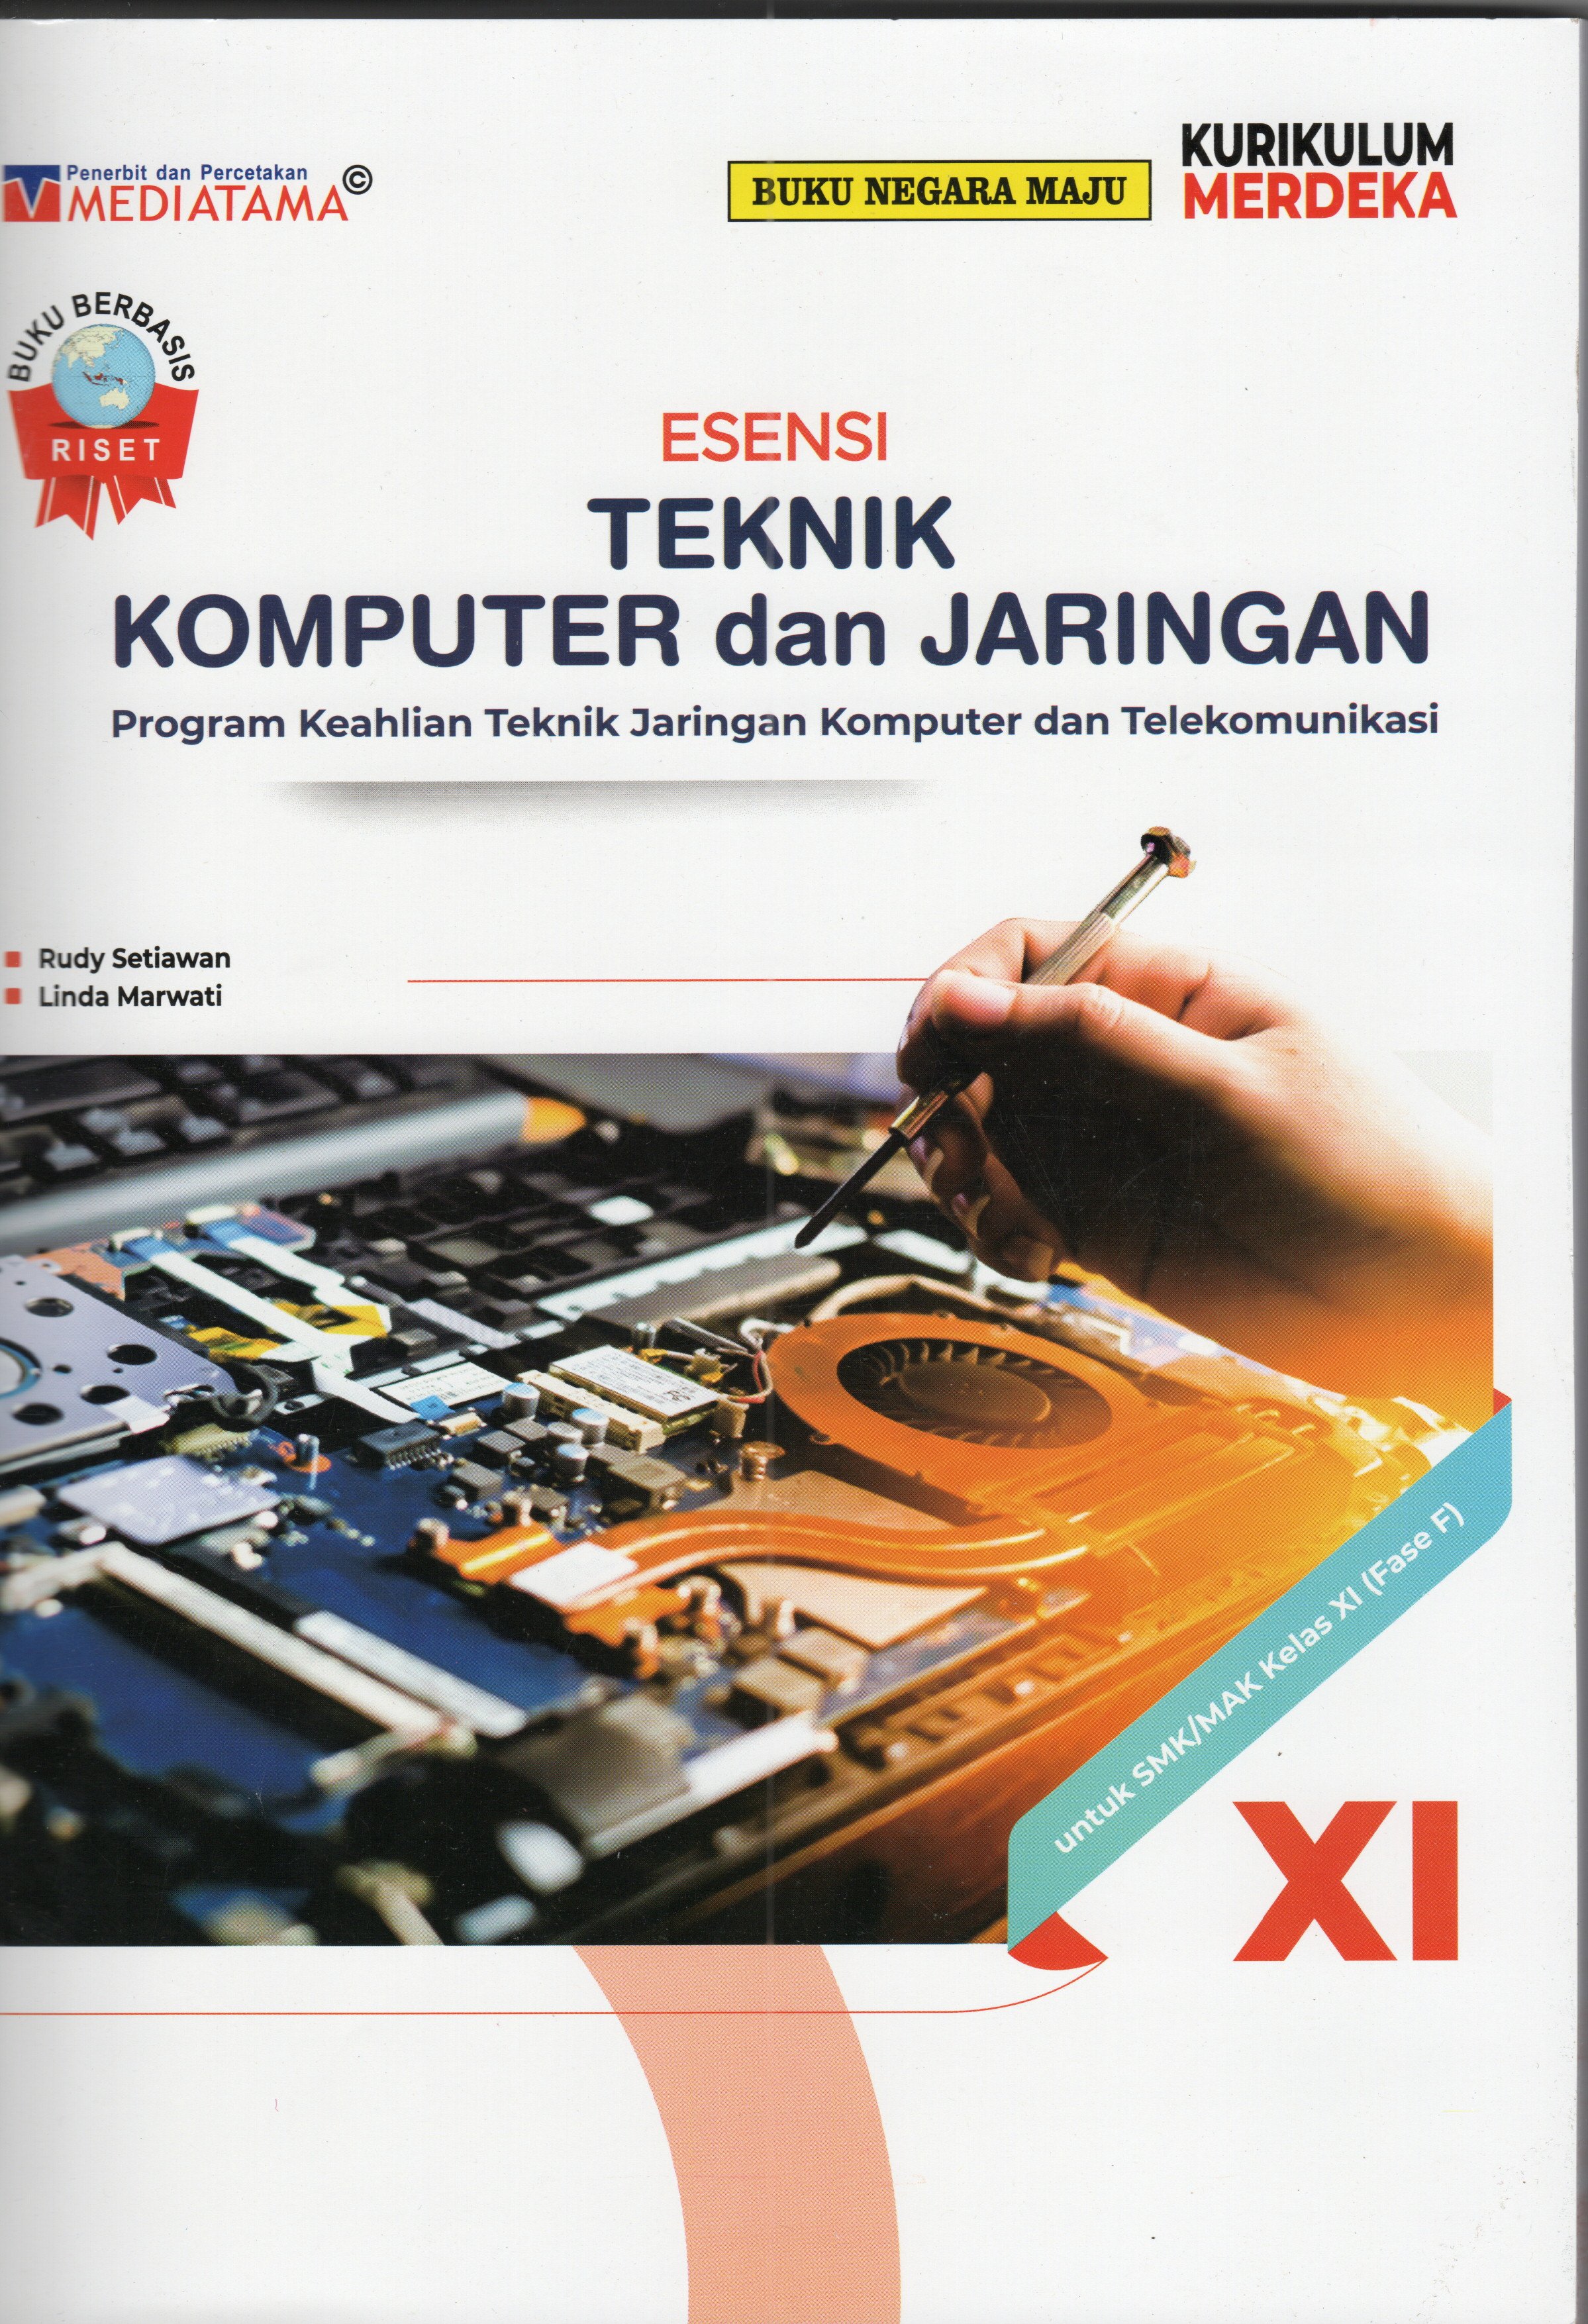 Penerbit dan Percetakan
MEDIATAMA ©
BUKU NEGARA MAJU
KURIKULUM
MERDEKA
BUKU BERBASIS
RISET
ESENSI
TEKNIK
KOMPUTER dan JARINGAN
Program Keahlian Teknik Jaringan Komputer dan Telekomunikasi
Rudy Setiawan
Linda Marwati
untuk SMK/MAK Kelas XI (Fase F)
XI